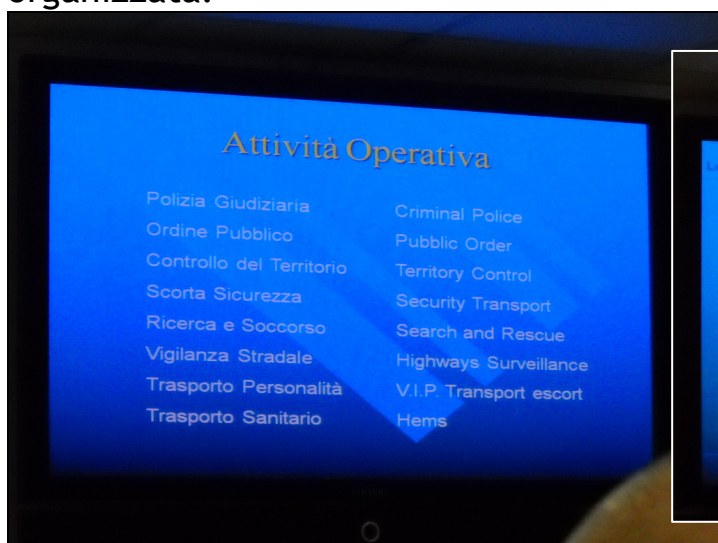 organizzata.
Attività Operativa
Polizia Giudiziaria
Ordine Pubblico
Controllo del Territorio
Scorta Sicurezza
Ricerca e Soccorso
Vigilanza Stradale
Trasporto Personalità
Trasporto Sanitario
Criminal Police
Pubblic Order
Territory Control
Security Transport
Search and Rescue
Highways Surveillance
V.I.P. Transport escort
Hems